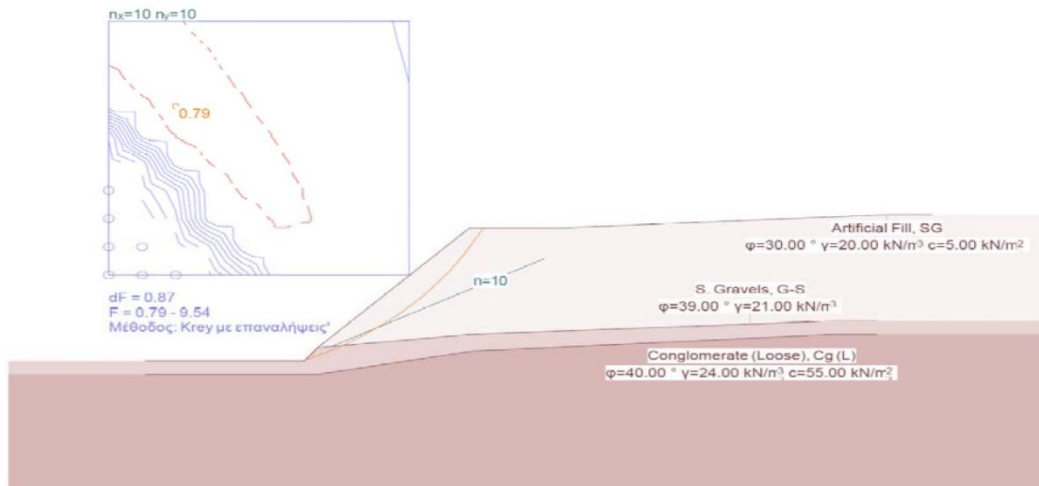 nx=10 ny=10
0.79
Artificial Fill, SG
φ=30.00 ° γ=20.00 kN/m³ c=5.00 kN/m²
n=10
S. Gravels, G-S
φ=39.00 ° γ=21.00 kN/m³
dF = 0.87
F = 0.79 - 9.54
Μέθοδος: Krey με επαναλήψεις'
Conglomerate (Loose), Cg (L)
φ=40.00 ° γ=24.00 kN/m³ c=55.00 kN/m²